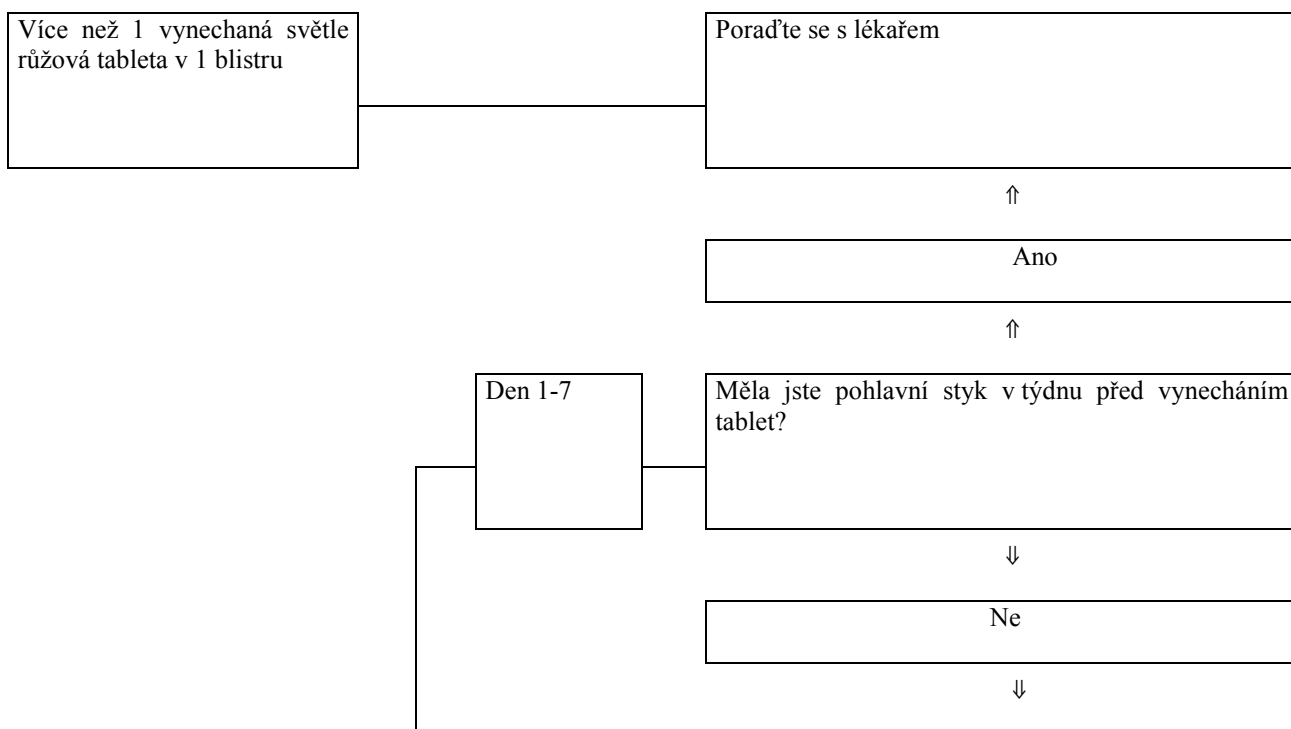 Více než 1 vynechaná světle
růžová tableta v 1 blistru
Poraďte se s lékařem
⇑
Ano
⇑
Den 1-7
Měla jste pohlavní styk v týdnu před vynecháním
tablet?
⇓
Ne
⇓